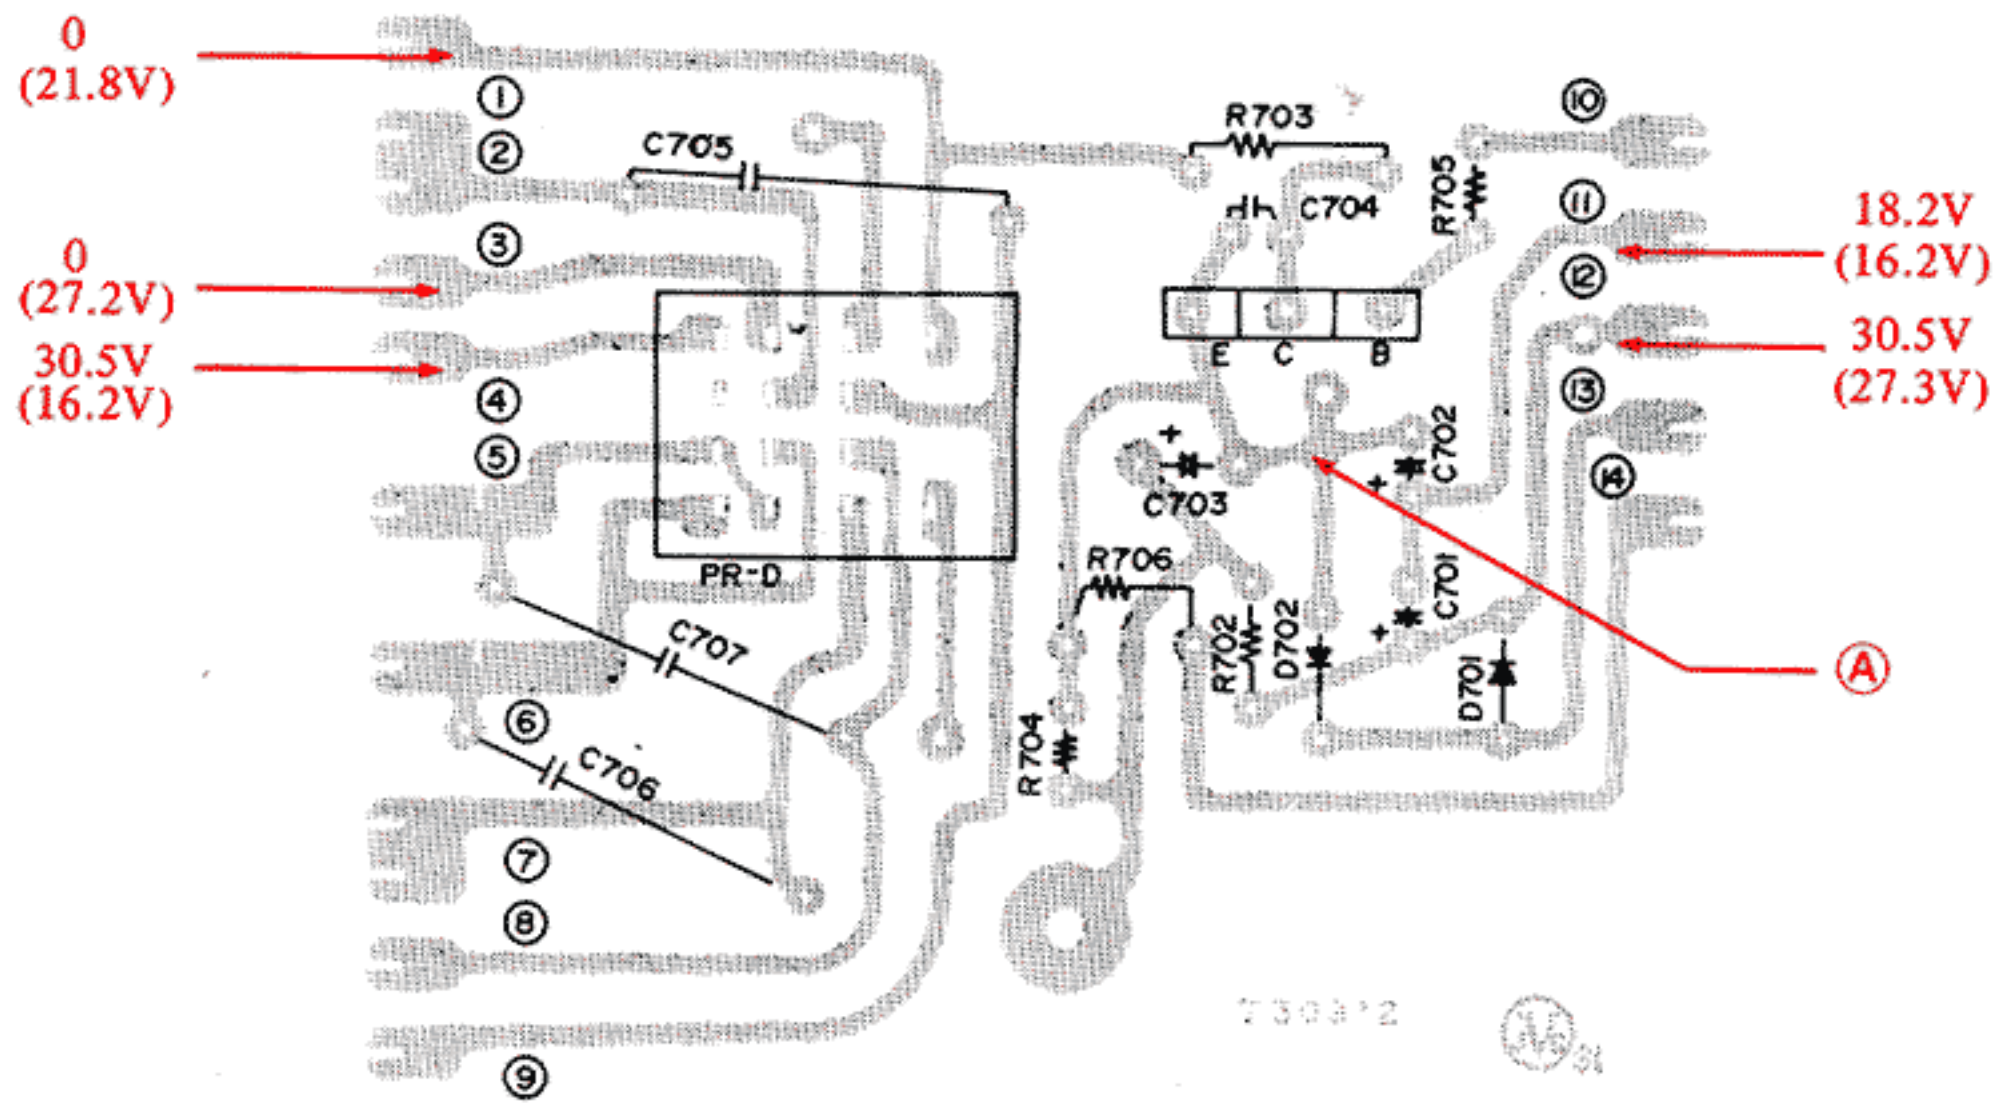 0
(21.8V)
①
②
C705
R703
⑩
③
C704
R705
⑪
18.2V
(16.2V)
0
(27.2V)
⑫
30.5V
(16.2V)
E C B
30.5V
(27.3V)
④
⑬
⑤
+
C703
+
C702
⑭
PR-D
R706
C701
+
C707
R702
D702
D701
Ⓐ
⑥
C706
R704
⑦
⑧
⑨